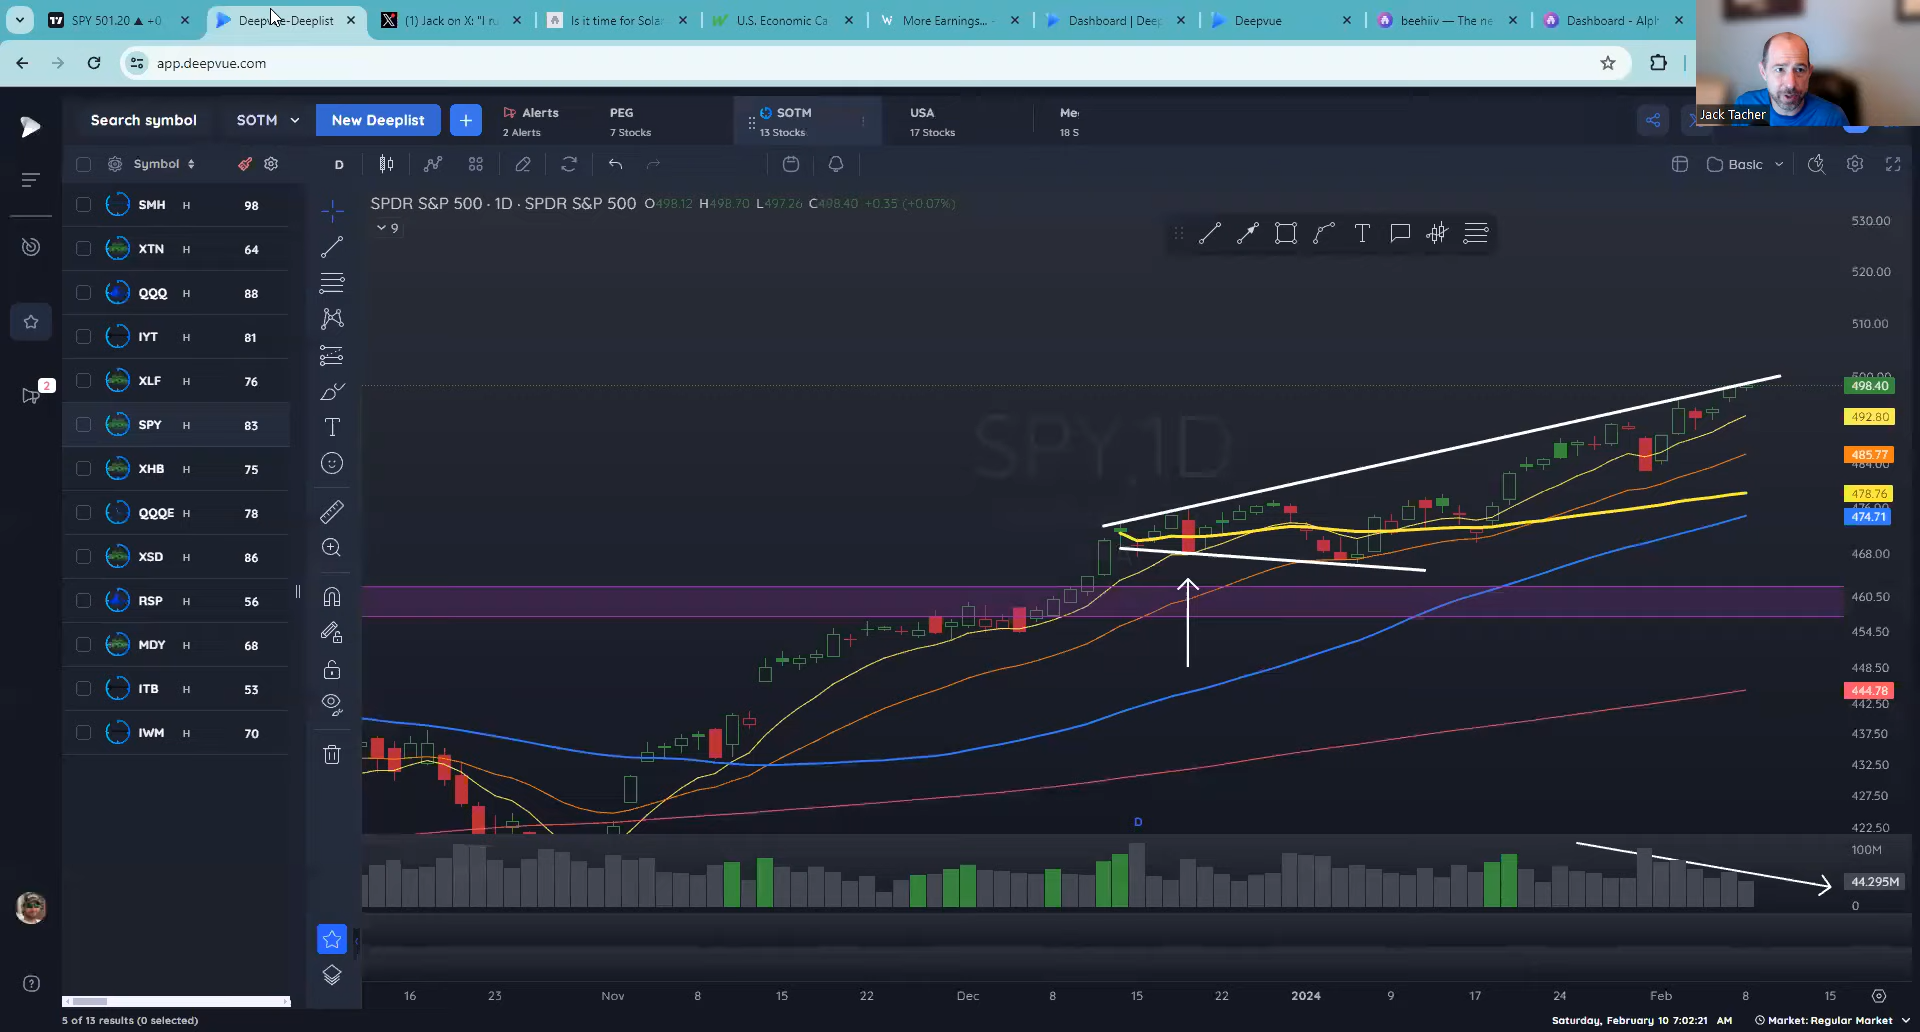 SPY 501.20 ▲ +0
Deepvue-Deeplist
(1) Jack on X: "I ru
Is it time for Sola
U.S. Economic Ca
More Earnings... -
Dashboard | Deep
Deepvue
beehiiv — The ne
Dashboard - Alph
app.deepvue.com
Jack Tacher
Search symbol
SOTM
New Deeplist
+
Alerts
2 Alerts
PEG
7 Stocks
SOTM
13 Stocks
USA
17 Stocks
Me
18 S
Symbol
D
Basic
SPDR S&P 500 · 1D · SPDR S&P 500 O498.12 H498.70 L497.26 C498.40 +0.35 (+0.07%)
9
SMH H 98
XTN H 64
QQQ H 88
IYT H 81
XLF H 76
SPY H 83
XHB H 75
QQQE H 78
XSD H 86
RSP H 56
MDY H 68
ITB H 53
IWM H 70
2
SPY,1D
530.00
520.00
510.00
500.00
498.40
492.80
485.77
484.00
478.76
476.00
474.71
468.00
460.50
454.50
448.50
444.78
442.50
437.50
432.50
427.50
422.50
D
100M
44.295M
0
16 23 Nov 8 15 22 Dec 8 15 22 2024 9 17 24 Feb 8 15
5 of 13 results (0 selected)
Saturday, February 10 7:02:21 AM
Market: Regular Market